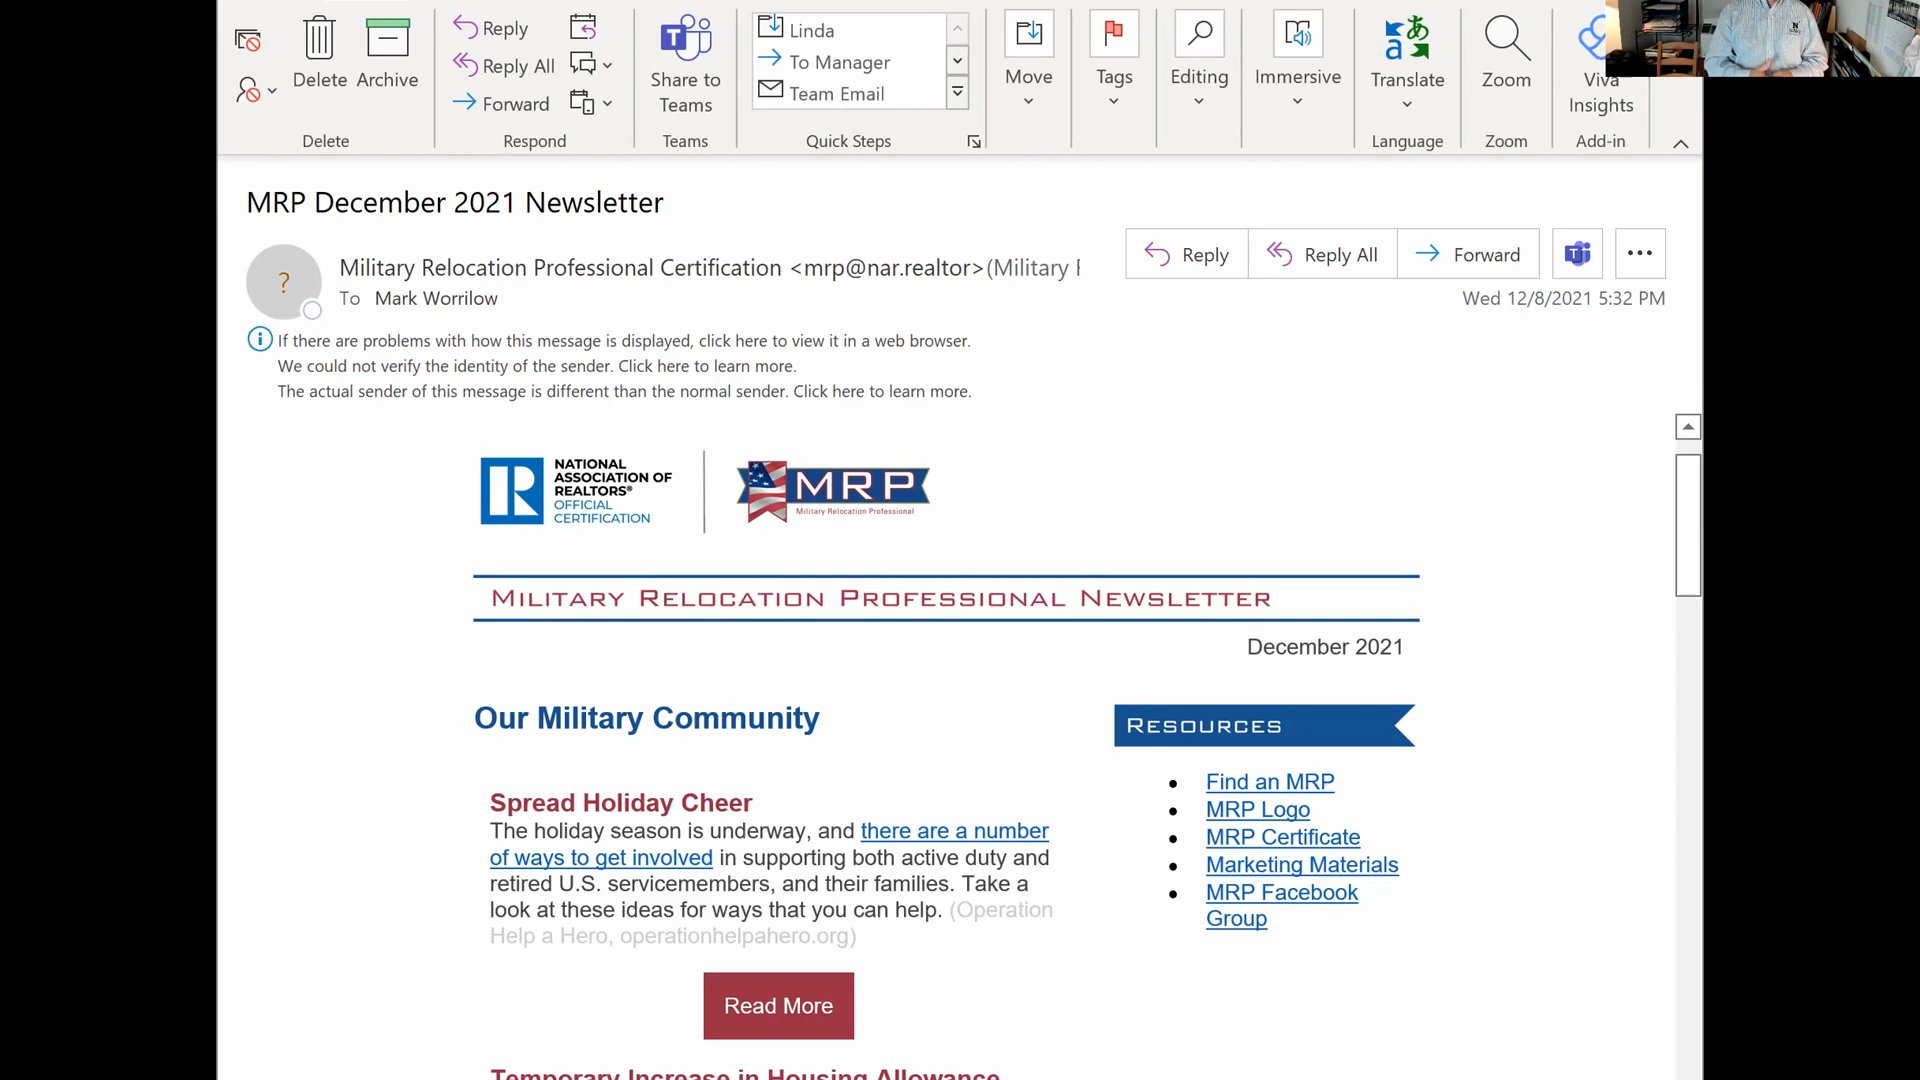 Delete
Archive
Reply
Reply All
Forward
Share to
Teams
Linda
To Manager
Team Email
Move
Tags
Editing
Immersive
Translate
Zoom
Viva
Insights
Delete
Respond
Teams
Quick Steps
Language
Zoom
Add-in
MRP December 2021 Newsletter
Military Relocation Professional Certification <mrp@nar.realtor>(Military
To Mark Worrilow
Reply
Reply All
Forward
Wed 12/8/2021 5:32 PM
If there are problems with how this message is displayed, click here to view it in a web browser.
We could not verify the identity of the sender. Click here to learn more.
The actual sender of this message is different than the normal sender. Click here to learn more.
NATIONAL
ASSOCIATION OF
REALTORS®
OFFICIAL
CERTIFICATION
MRP
Military Relocation Professional
Military Relocation Professional Newsletter
December 2021
Our Military Community
Spread Holiday Cheer
The holiday season is underway, and there are a number
of ways to get involved in supporting both active duty and
retired U.S. servicemembers, and their families. Take a
look at these ideas for ways that you can help. (Operation
Help a Hero, operationhelpahero.org)
Read More
Temporary Increase in Housing Allowance
Resources
Find an MRP
MRP Logo
MRP Certificate
Marketing Materials
MRP Facebook
Group